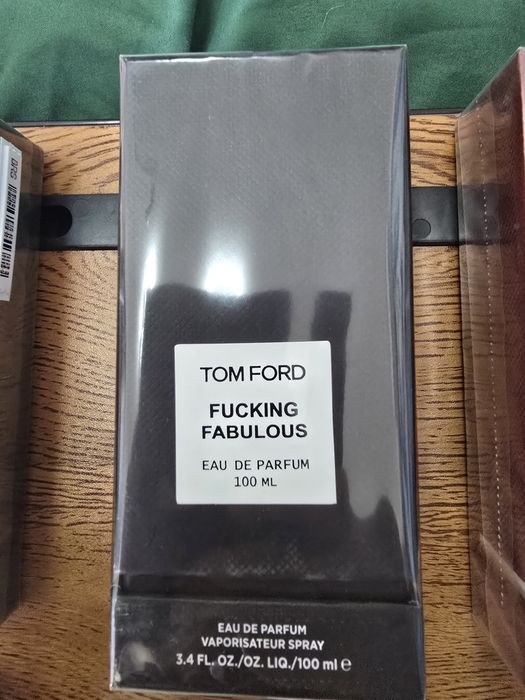 TOM FORD
FUCKING
FABULOUS
EAU DE PARFUM
100 ML
EAU DE PARFUM
VAPORISATEUR SPRAY
3.4 FL. OZ./OZ. LIQ./100 ml e